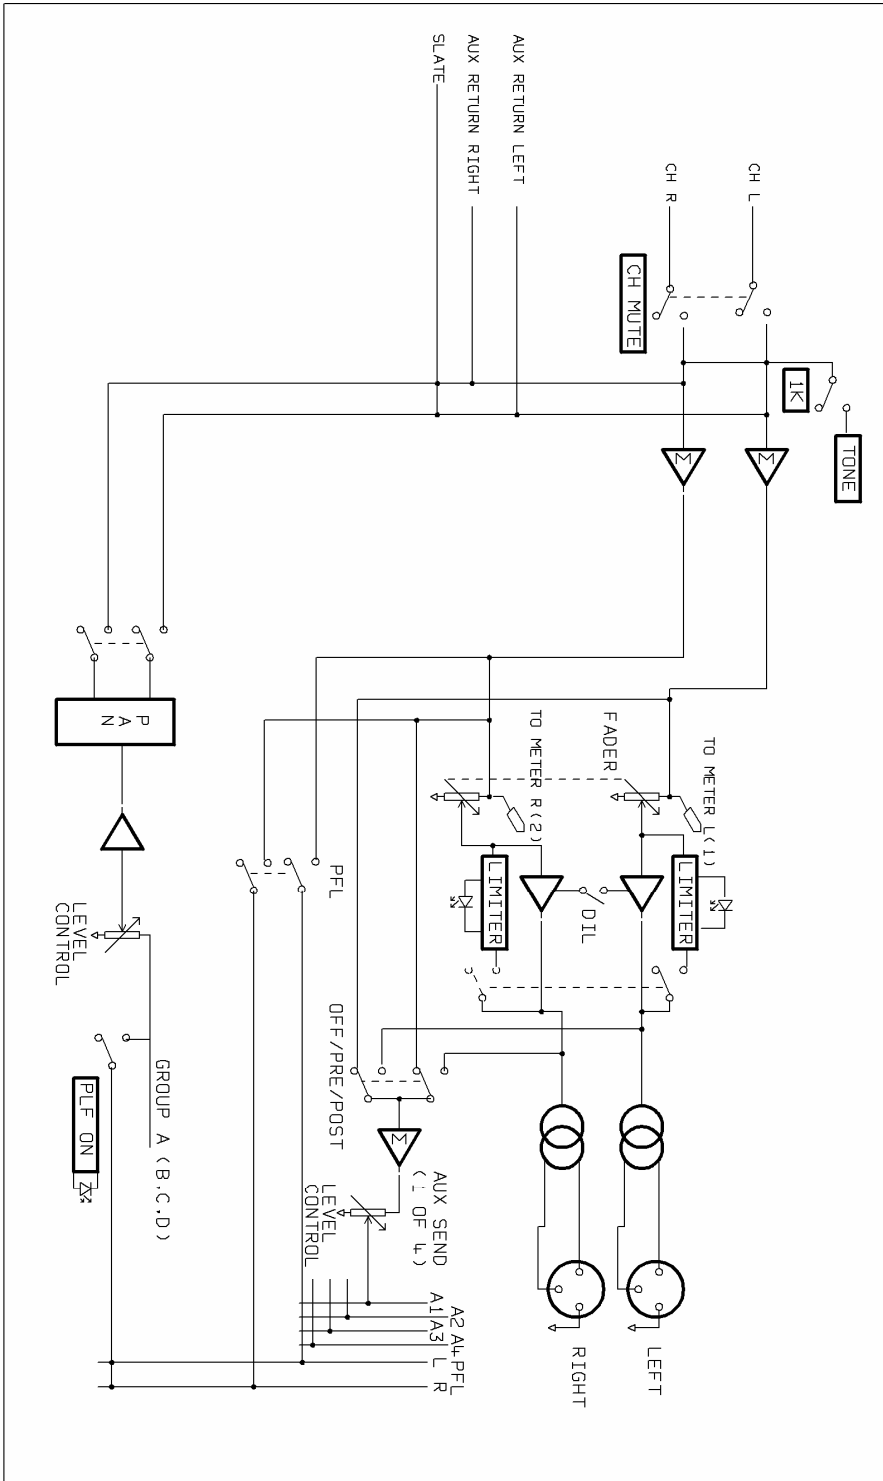 CH L
CH R
AUX RETURN LEFT
AUX RETURN RIGHT
SLATE
TONE
1K
CH MUTE
M
M
TO METER L(1)
FADER
TO METER R(2)
PAN
LIMITER
DIL
LIMITER
PFL
LEVEL
CONTROL
OFF/PRE/POST
GROUP A (B,C,D)
PLF ON
M
AUX SEND
(1 OF 4)
LEVEL
CONTROL
LEFT
RIGHT
A2 A4 PFL
A1 A3 L R